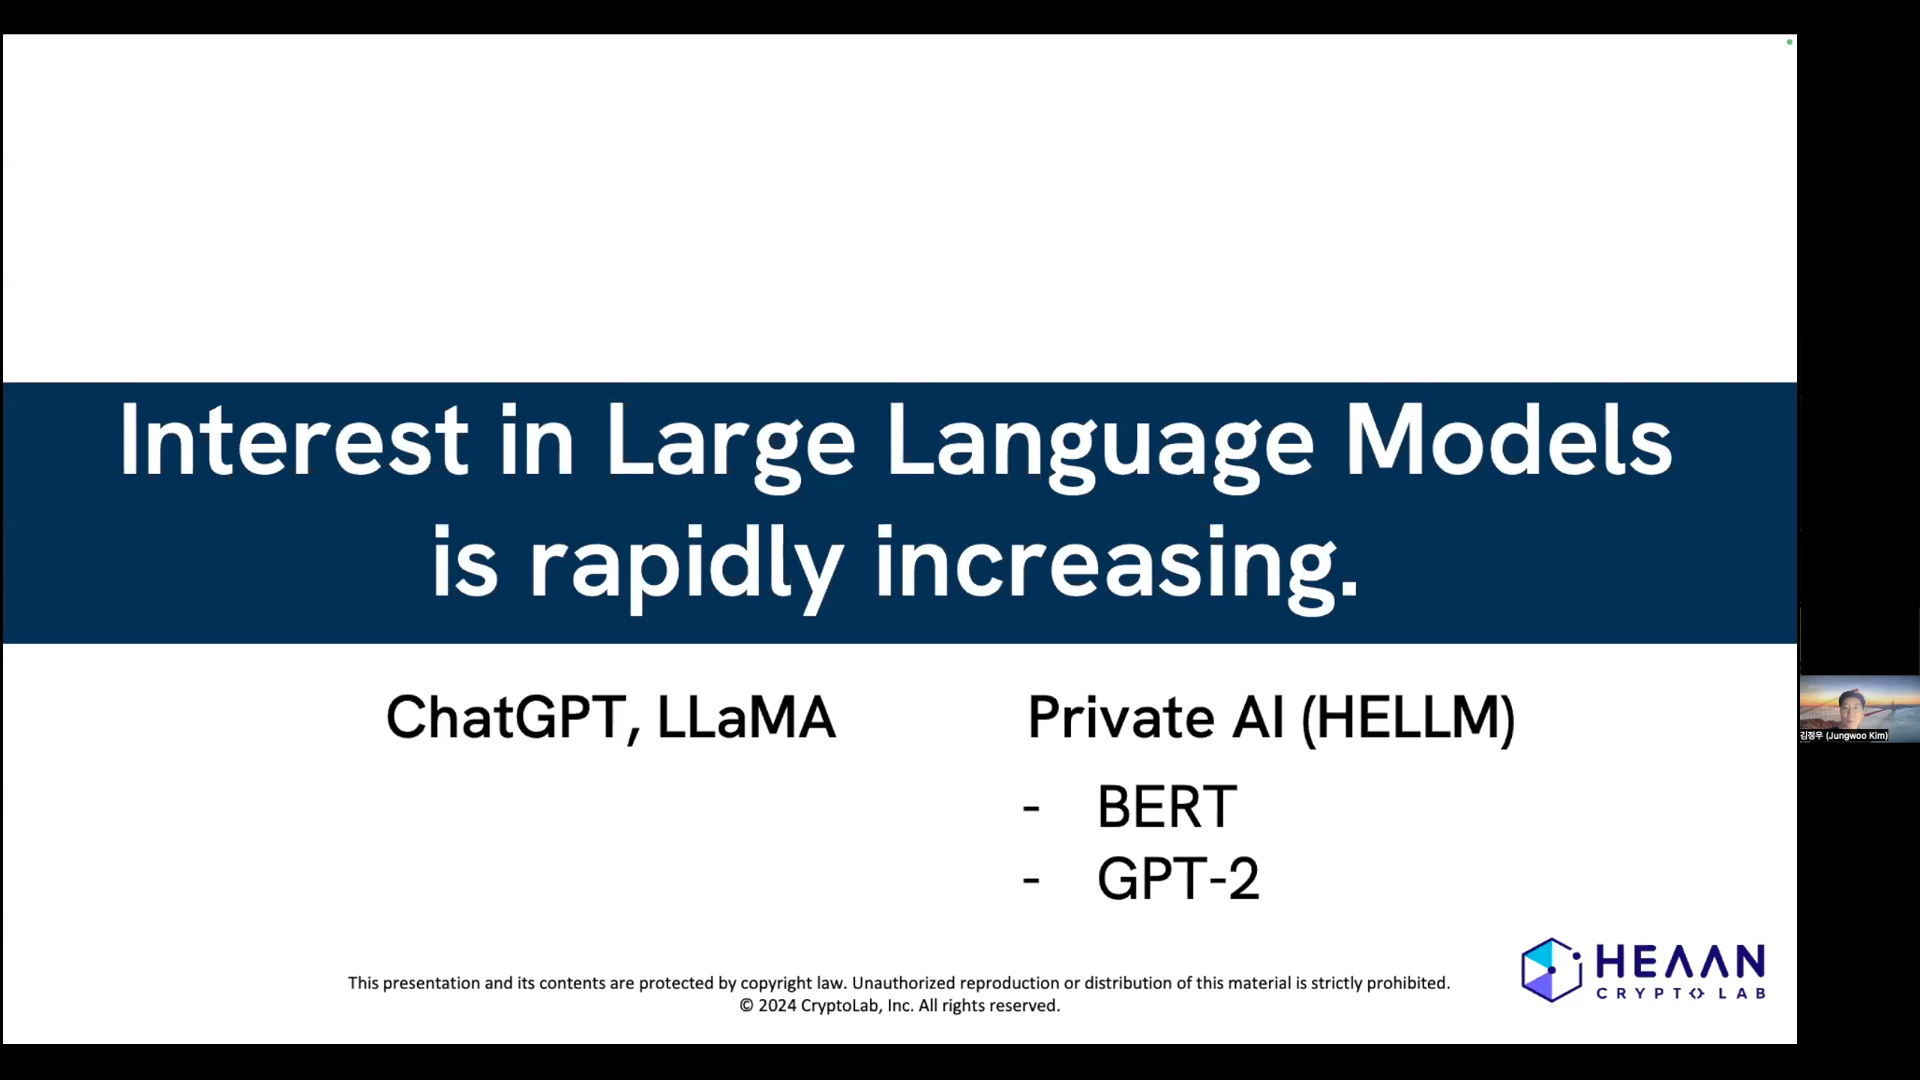 Interest in Large Language Models
is rapidly increasing.
ChatGPT, LLaMA
Private AI (HELLM)
- BERT
- GPT-2
This presentation and its contents are protected by copyright law. Unauthorized reproduction or distribution of this material is strictly prohibited.
© 2024 CryptoLab, Inc. All rights reserved.
HEAAN
CRYPTO LAB
김정우 (Jungwoo Kim)